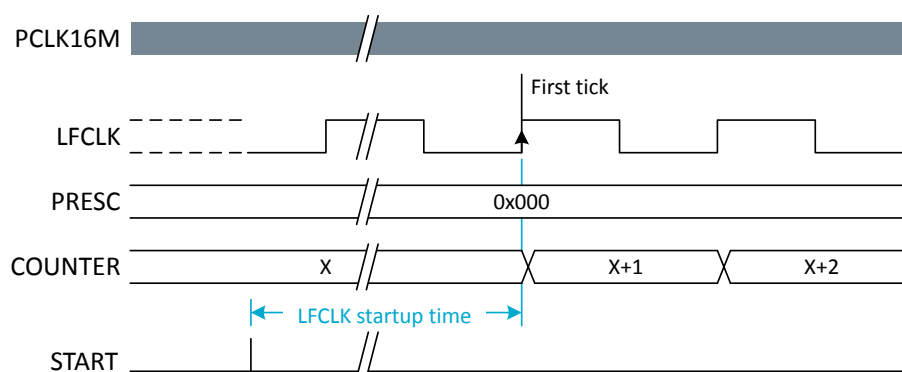 PCLK16M
First tick
LFCLK
PRESC
0x000
COUNTER
X
X+1
X+2
LFCLK startup time
START